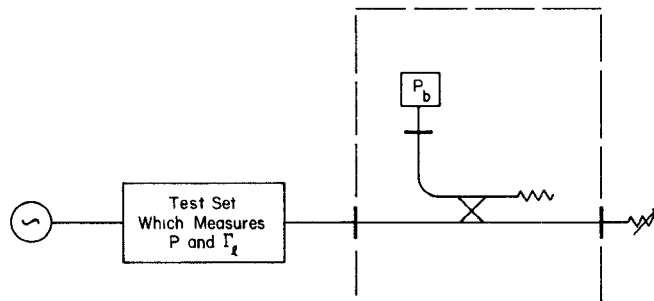 P_b
Test Set
Which Measures
P and Γ_ℓ